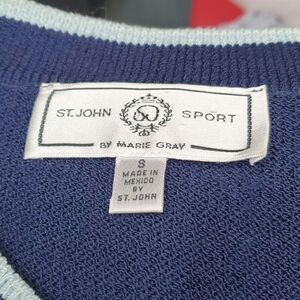 ST. JOHN SPORT
BY MARIE GRAY
S
MADE IN
MEXICO
BY
ST. JOHN